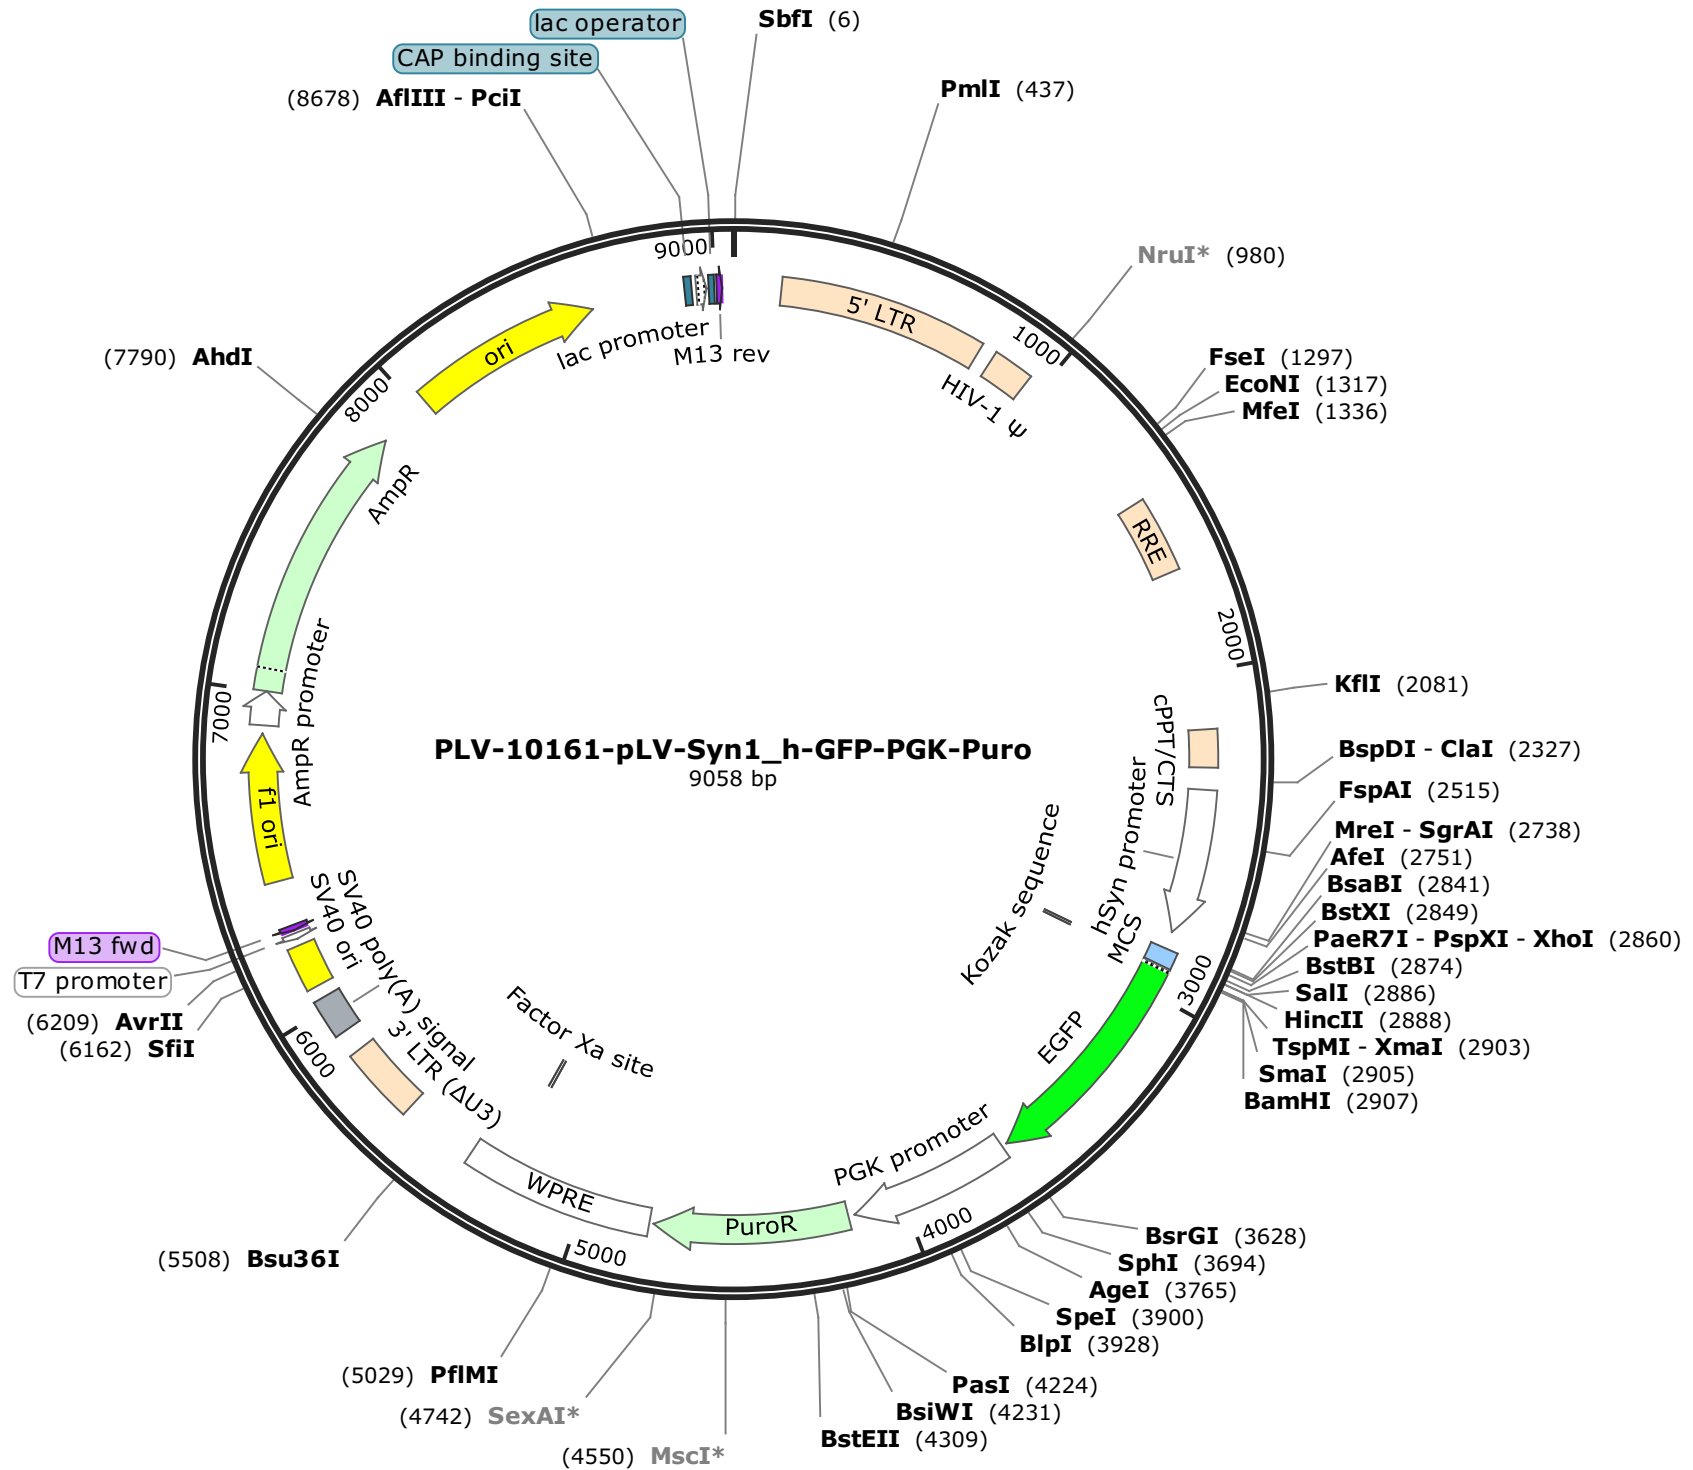 lac operator
SbfI (6)
CAP binding site
(8678) AflIII - PciI
PmlI (437)
9000
NruI* (980)
5' LTR
1000
lac promoter
M13 rev
ori
HIV-1 Ψ
(7790) AhdI
8000
FseI (1297)
EcoNI (1317)
MfeI (1336)
AmpR
RRE
2000
AmpR promoter
7000
KflI (2081)
cPPT/CTS
PLV-10161-pLV-Syn1_h-GFP-PGK-Puro
9058 bp
BspDI - ClaI (2327)
FspAI (2515)
hSyn promoter
f1 ori
Kozak sequence
MreI - SgrAI (2738)
AfeI (2751)
BsaBI (2841)
BstXI (2849)
PaeR7I - PspXI - XhoI (2860)
BstBI (2874)
SalI (2886)
HincII (2888)
TspMI - XmaI (2903)
SmaI (2905)
BamHI (2907)
MCS
3000
SV40 ori
SV40 poly(A) signal
M13 fwd
T7 promoter
(6209) AvrII
(6162) SfiI
6000
3' LTR (ΔU3)
Factor Xa site
EGFP
PGK promoter
WPRE
PuroR
4000
5000
BsrGI (3628)
SphI (3694)
AgeI (3765)
SpeI (3900)
BlpI (3928)
(5508) Bsu36I
(5029) PflMI
(4742) SexAI*
(4550) MscI*
PasI (4224)
BsiWI (4231)
BstEII (4309)